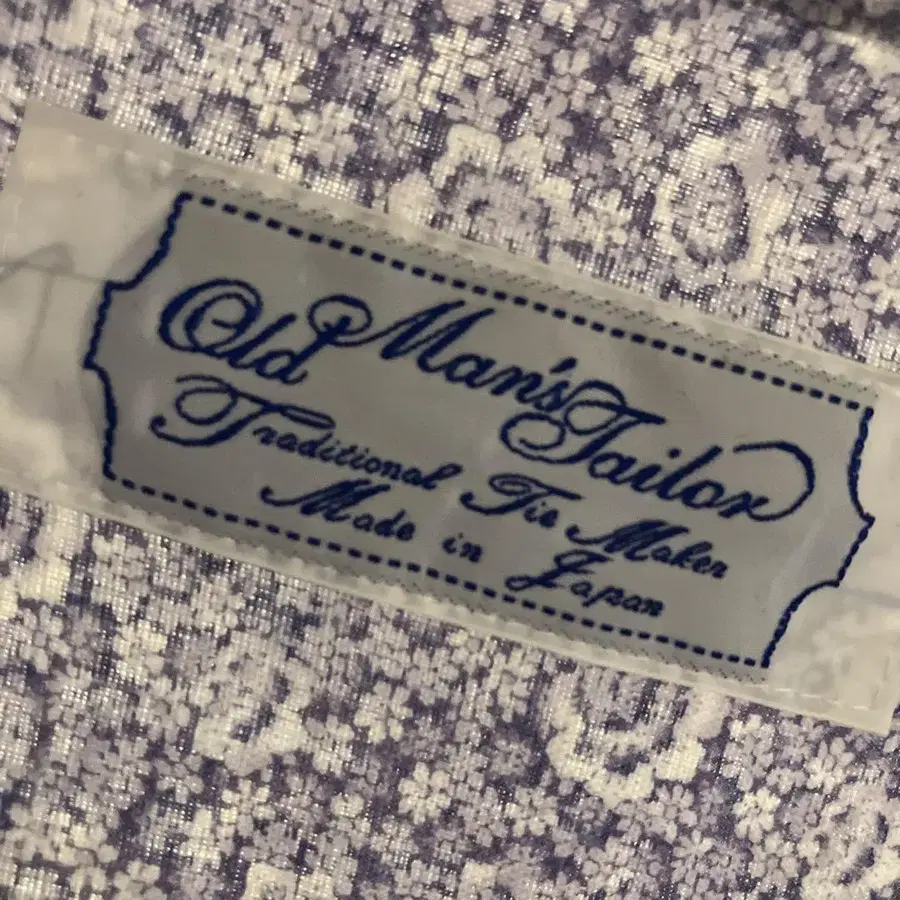 Old Man's Tailor
Traditional Tie Maker
Made in Japan